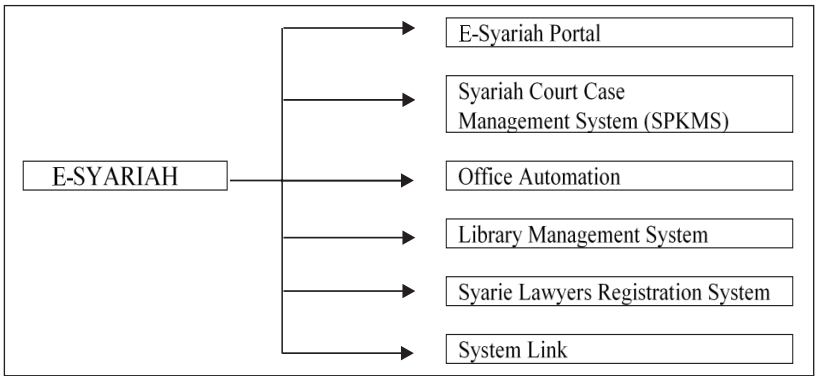 E-SYARIAH
E-Syariah Portal
Syariah Court Case
Management System (SPKMS)
Office Automation
Library Management System
Syarie Lawyers Registration System
System Link